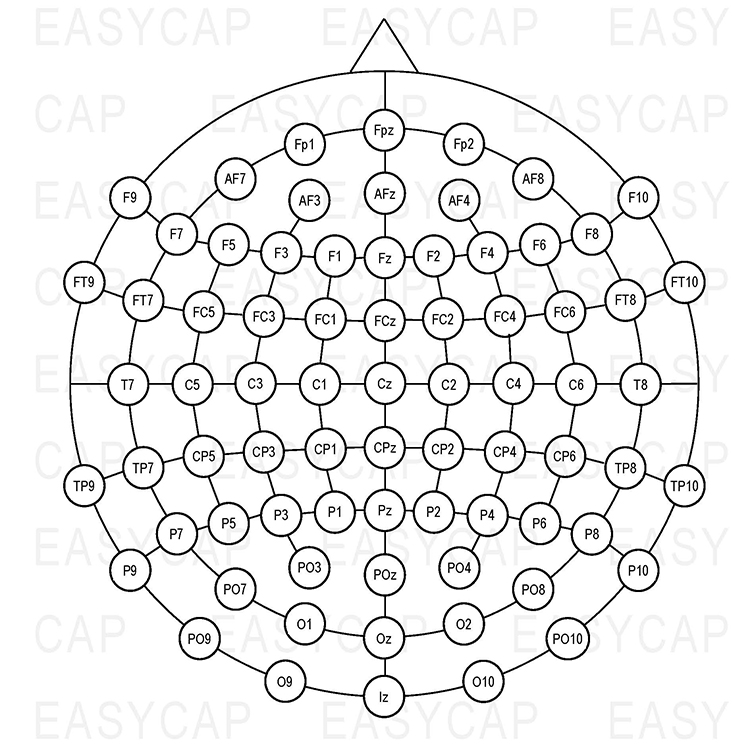 EASYCAP EASYCAP EASY
CAP EASYCAP EASYCAP
Fpz
Fp1 Fp2
AF7 AF8
EASYCAP EASYCAP EASY
F9 AF3 AFz AF4 F10
F7 F5 F3 F1 Fz F2 F4 F6 F8
CAP EASYCAP EASYCAP
FT9 FT7 FC5 FC3 FC1 FCz FC2 FC4 FC6 FT8 FT10
EASYCAP EASYCAP EASY
T7 C5 C3 C1 Cz C2 C4 C6 T8
CAP EASYCAP EASYCAP
TP9 TP7 CP5 CP3 CP1 CPz CP2 CP4 CP6 TP8 TP10
P7 P5 P3 P1 Pz P2 P4 P6 P8
EASYCAP EASYCAP EASY
P9 PO3 POz PO4 P10
PO7 PO8
CAP EASYCAP EASYCAP
O1 O2
PO9 Oz PO10
O9 Iz O10
EASYCAP EASYCAP EASY